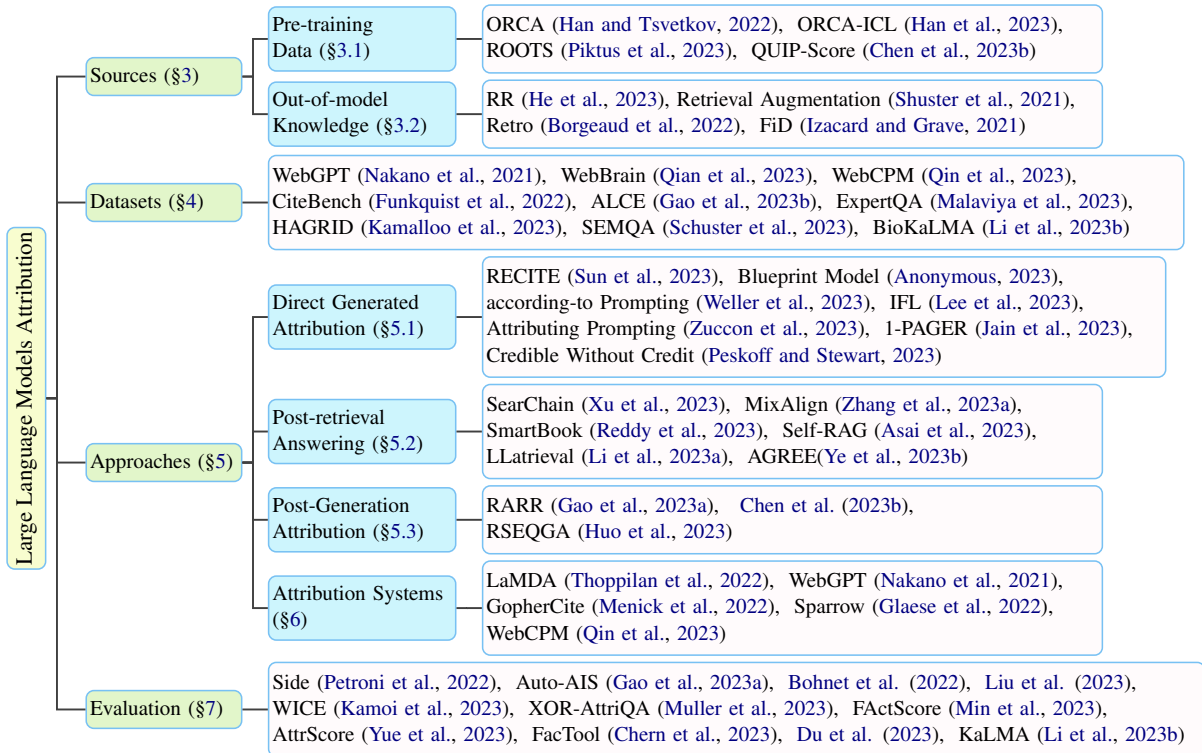 Large Language Models Attribution
Sources (§3)
Pre-training
Data (§3.1)
ORCA (Han and Tsvetkov, 2022), ORCA-ICL (Han et al., 2023),
ROOTS (Piktus et al., 2023), QUIP-Score (Chen et al., 2023b)
Out-of-model
Knowledge (§3.2)
RR (He et al., 2023), Retrieval Augmentation (Shuster et al., 2021),
Retro (Borgeaud et al., 2022), FiD (Izacard and Grave, 2021)
Datasets (§4)
WebGPT (Nakano et al., 2021), WebBrain (Qian et al., 2023), WebCPM (Qin et al., 2023),
CiteBench (Funkquist et al., 2022), ALCE (Gao et al., 2023b), ExpertQA (Malaviya et al., 2023),
HAGRID (Kamalloo et al., 2023), SEMQA (Schuster et al., 2023), BioKaLMA (Li et al., 2023b)
Approaches (§5)
Direct Generated
Attribution (§5.1)
RECITE (Sun et al., 2023), Blueprint Model (Anonymous, 2023),
according-to Prompting (Weller et al., 2023), IFL (Lee et al., 2023),
Attributing Prompting (Zuccon et al., 2023), 1-PAGER (Jain et al., 2023),
Credible Without Credit (Peskoff and Stewart, 2023)
Post-retrieval
Answering (§5.2)
SearChain (Xu et al., 2023), MixAlign (Zhang et al., 2023a),
SmartBook (Reddy et al., 2023), Self-RAG (Asai et al., 2023),
LLatrieval (Li et al., 2023a), AGREE(Ye et al., 2023b)
Post-Generation
Attribution (§5.3)
RARR (Gao et al., 2023a), Chen et al. (2023b),
RSEQGA (Huo et al., 2023)
Attribution Systems
(§6)
LaMDA (Thoppilan et al., 2022), WebGPT (Nakano et al., 2021),
GopherCite (Menick et al., 2022), Sparrow (Glaese et al., 2022),
WebCPM (Qin et al., 2023)
Evaluation (§7)
Side (Petroni et al., 2022), Auto-AIS (Gao et al., 2023a), Bohnet et al. (2022), Liu et al. (2023),
WICE (Kamoi et al., 2023), XOR-AttriQA (Muller et al., 2023), FActScore (Min et al., 2023),
AttrScore (Yue et al., 2023), FacTool (Chern et al., 2023), Du et al. (2023), KaLMA (Li et al., 2023b)